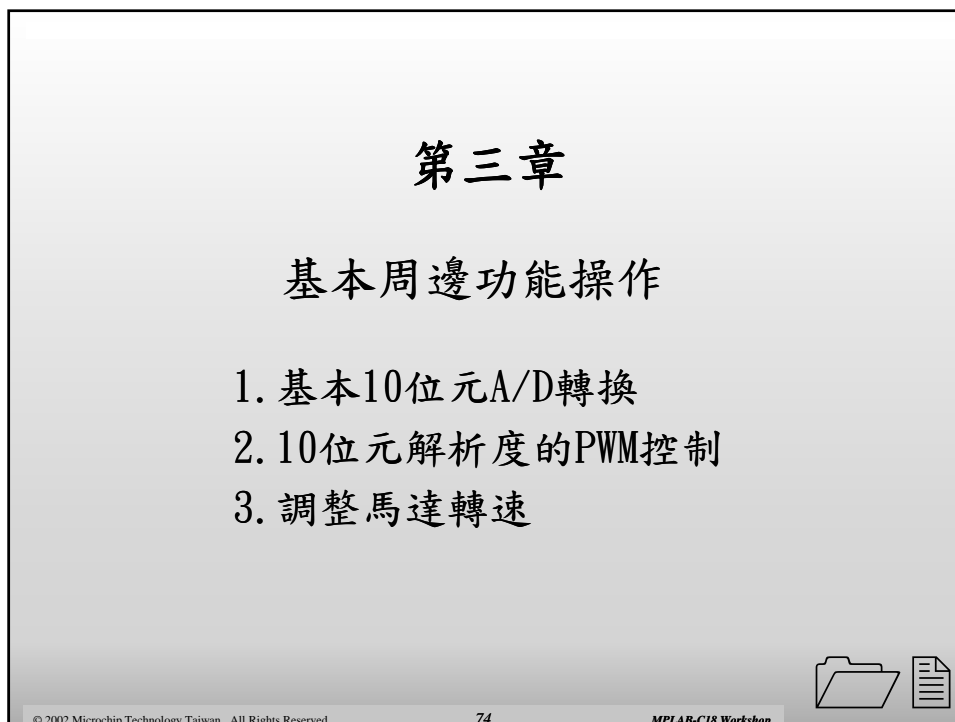 第三章
基本周邊功能操作
1.基本10位元A/D轉換
2.10位元解析度的PWM控制
3.調整馬達轉速
© 2002 Microchip Technology Taiwan. All Rights Reserved 74 MPLAB-C18 Workshop